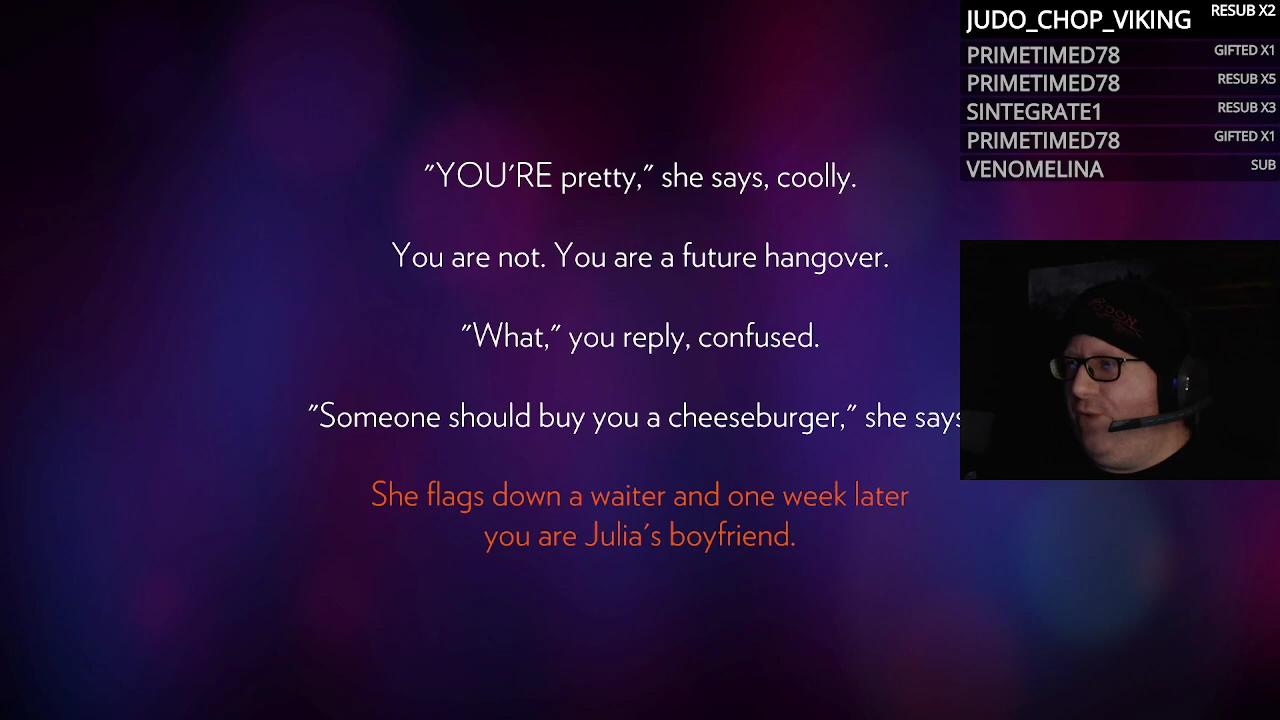 JUDO_CHOP_VIKING RESUB X2
PRIMETIMED78 GIFTED X1
PRIMETIMED78 RESUB X5
SINTEGRATE1 RESUB X3
PRIMETIMED78 GIFTED X1
VENOMELINA SUB
"YOU'RE pretty," she says, coolly.
You are not. You are a future hangover.
"What," you reply, confused.
"Someone should buy you a cheeseburger," she says
She flags down a waiter and one week later
you are Julia's boyfriend.